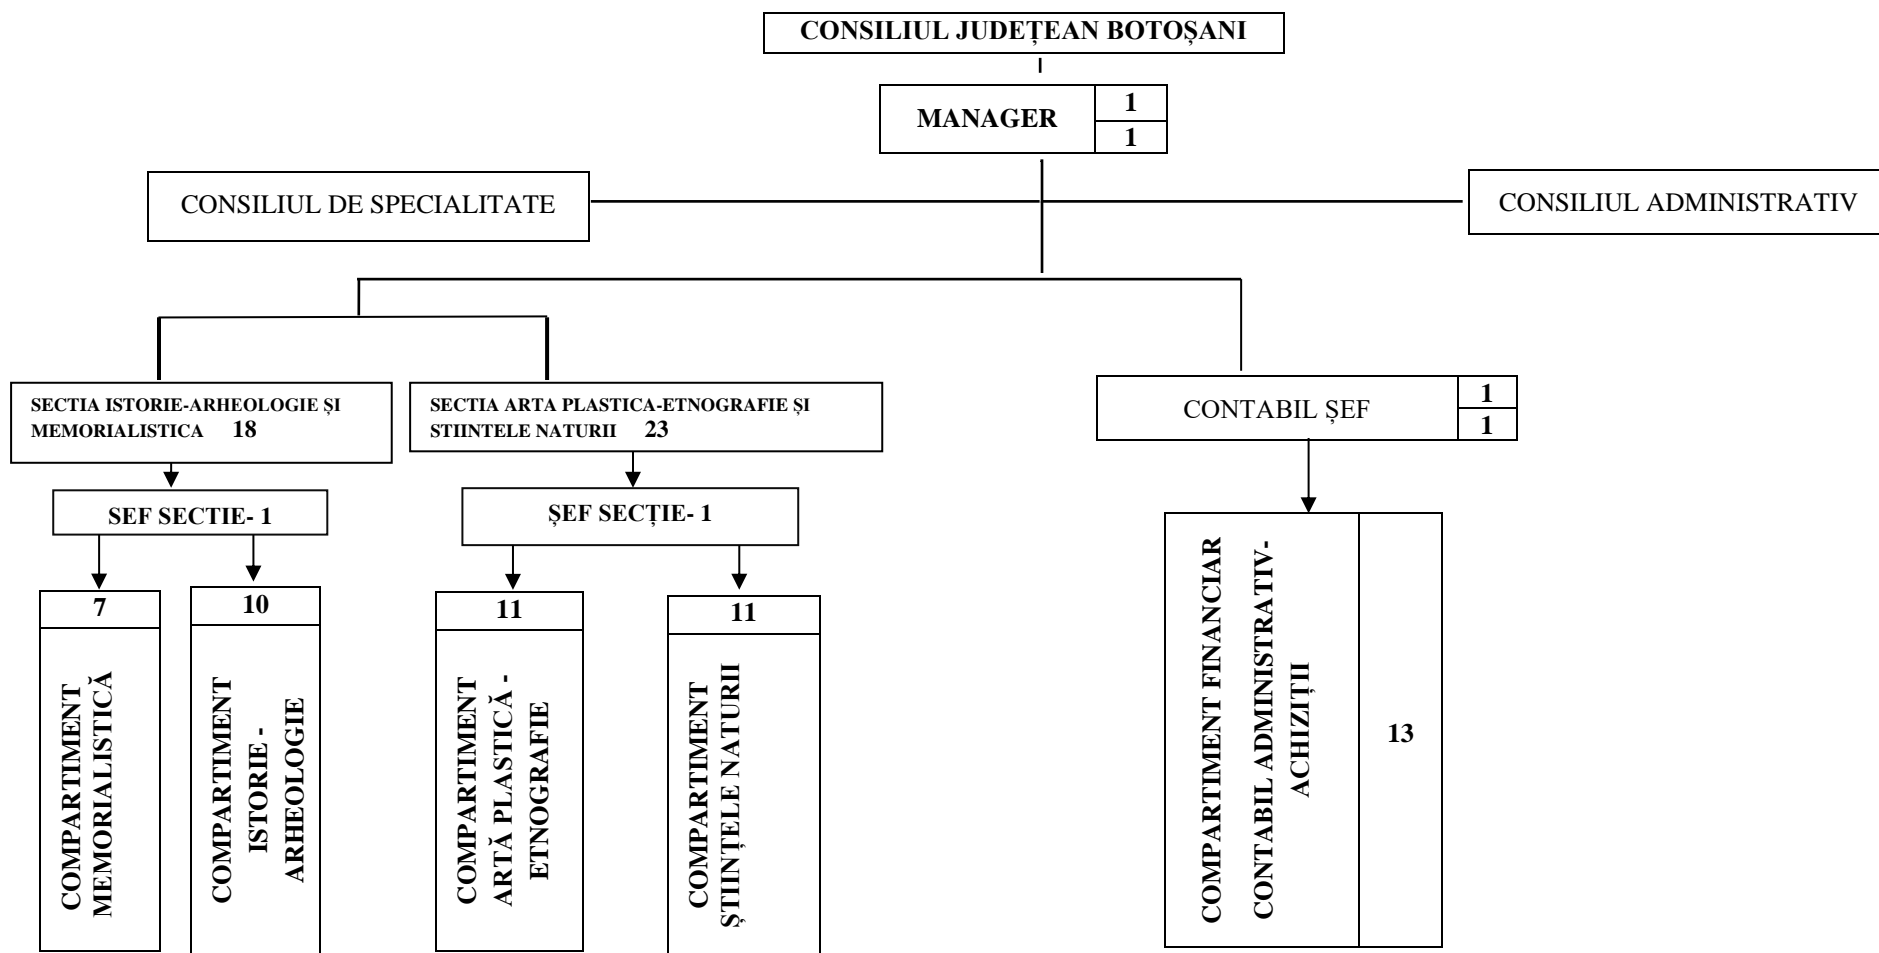 CONSILIUL JUDEȚEAN BOTOȘANI
MANAGER
1
1
CONSILIUL DE SPECIALITATE
CONSILIUL ADMINISTRATIV
SECTIA ISTORIE-ARHEOLOGIE ȘI
MEMORIALISTICA 18
SECTIA ARTA PLASTICA-ETNOGRAFIE ȘI
STIINTELE NATURII 23
CONTABIL ȘEF
1
1
SEF SECTIE- 1
ȘEF SECȚIE- 1
7
COMPARTIMENT
MEMORIALISTICĂ
10
COMPARTIMENT
ISTORIE -
ARHEOLOGIE
11
COMPARTIMENT
ARTĂ PLASTICĂ -
ETNOGRAFIE
11
COMPARTIMENT
ȘTIINȚELE NATURII
COMPARTIMENT FINANCIAR
CONTABIL ADMINISTRATIV-
ACHIZIȚII
13